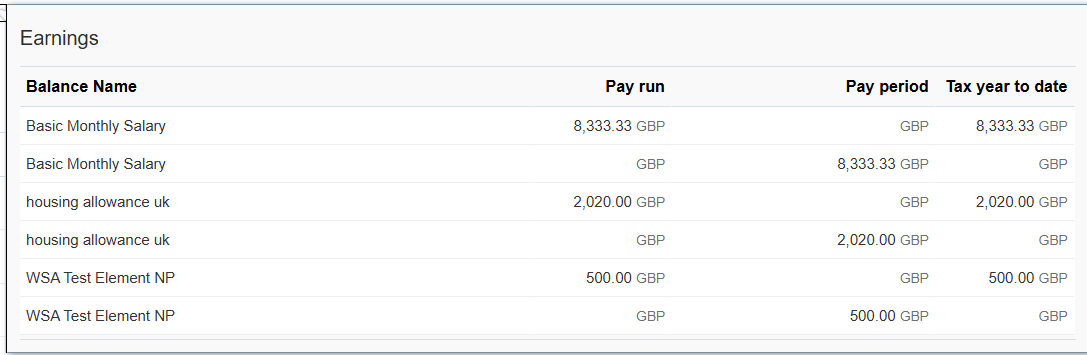 Earnings
Balance Name Pay run Pay period Tax year to date
Basic Monthly Salary 8,333.33 GBP GBP 8,333.33 GBP
Basic Monthly Salary GBP 8,333.33 GBP GBP
housing allowance uk 2,020.00 GBP GBP 2,020.00 GBP
housing allowance uk GBP 2,020.00 GBP GBP
WSA Test Element NP 500.00 GBP GBP 500.00 GBP
WSA Test Element NP GBP 500.00 GBP GBP